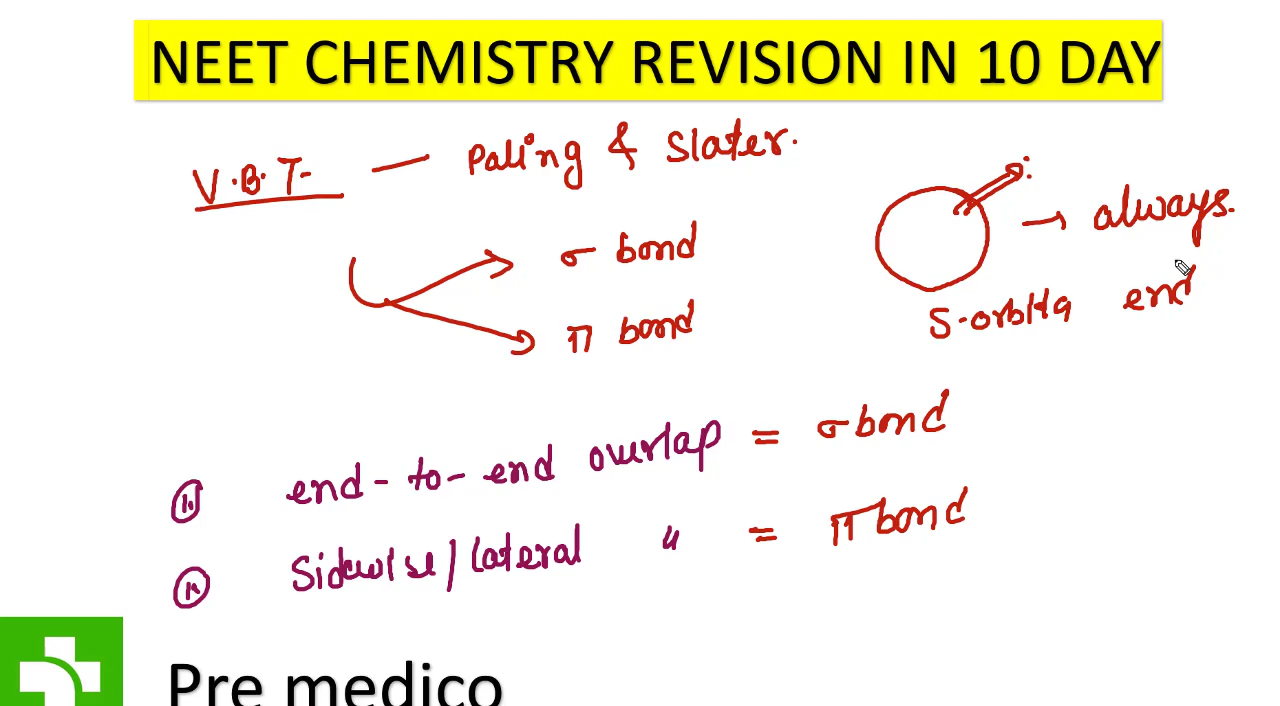 NEET CHEMISTRY REVISION IN 10 DAY
V.B.T- — Paling & Slater.
→ always.
σ bond
S-orbita end
π bond
end-to-end overlap = σ bond
Sidewise/lateral " = π bond
Pre medico